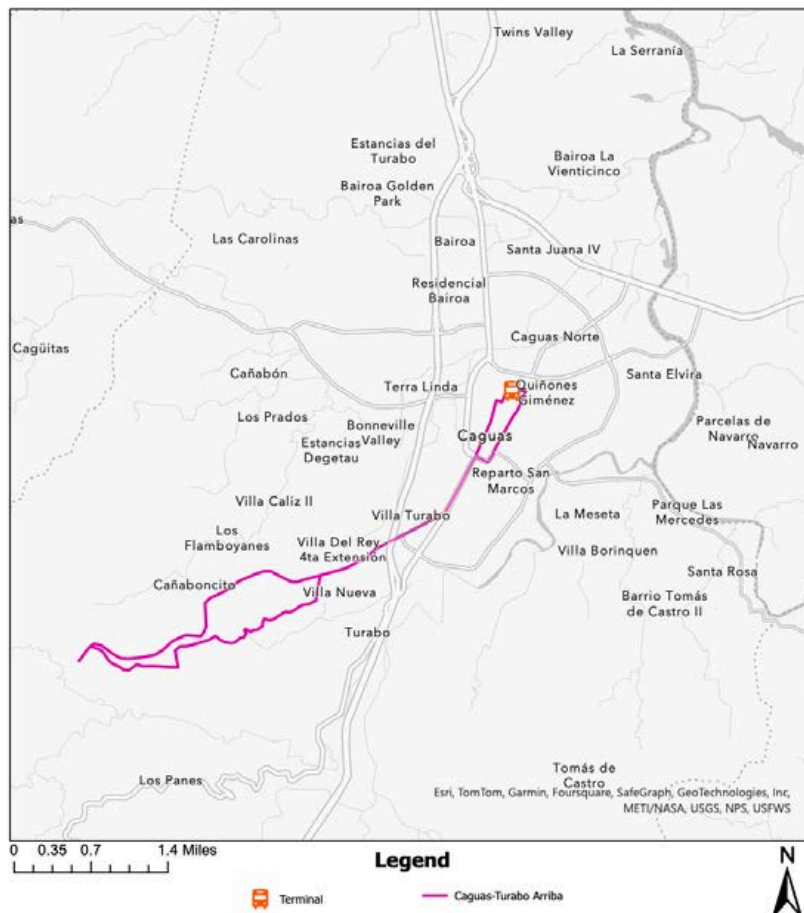 Twins Valley
La Serranía
Estancias del
Turabo
Bairoa La
Vienticinco
Bairoa Golden
Park
as
Las Carolinas
Bairoa
Santa Juana IV
Residencial
Bairoa
Caguas Norte
Cagüitas
Cañabón
Terra Linda
Quiñones
Giménez
Santa Elvira
Los Prados
Bonneville
Valley
Estancias
Degetau
Caguas
Parcelas de
Navarro
Navarro
Reparto San
Marcos
Villa Caliz II
Villa Turabo
La Meseta
Parque Las
Mercedes
Los
Flamboyanes
Villa Del Rey
4ta Extensión
Villa Borinquen
Cañaboncito
Villa Nueva
Santa Rosa
Barrio Tomás
de Castro II
Turabo
Los Panes
Tomás de
Castro
Esri, TomTom, Garmin, Foursquare, SafeGraph, GeoTechnologies, Inc,
METI/NASA, USGS, NPS, USFWS
0 0.35 0.7 1.4 Miles
Legend
N
Terminal
Caguas-Turabo Arriba